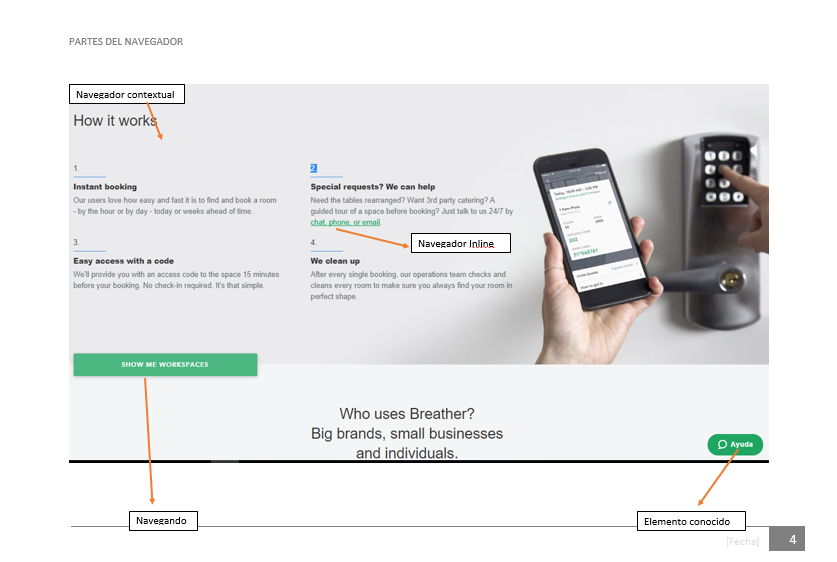 PARTES DEL NAVEGADOR
Navegador contextual
How it works
1.
Instant booking
Our users love how easy and fast it is to find and book a room
- by the hour or by day - today or weeks ahead of time.
2.
Special requests? We can help
Need the tables rearranged? Want 3rd party catering? A
guided tour of a space before booking? Just talk to us 24/7 by
chat, phone, or email.
Navegador Inline
3.
Easy access with a code
We'll provide you with an access code to the space 15 minutes
before your booking. No check-in required. It's that simple.
4.
We clean up
After every single booking, our operations team checks and
cleans every room to make sure you always find your room in
perfect shape.
SHOW ME WORKSPACES
Who uses Breather?
Big brands, small businesses
and individuals.
Ayuda
Navegando
Elemento conocido
[Fecha]
4